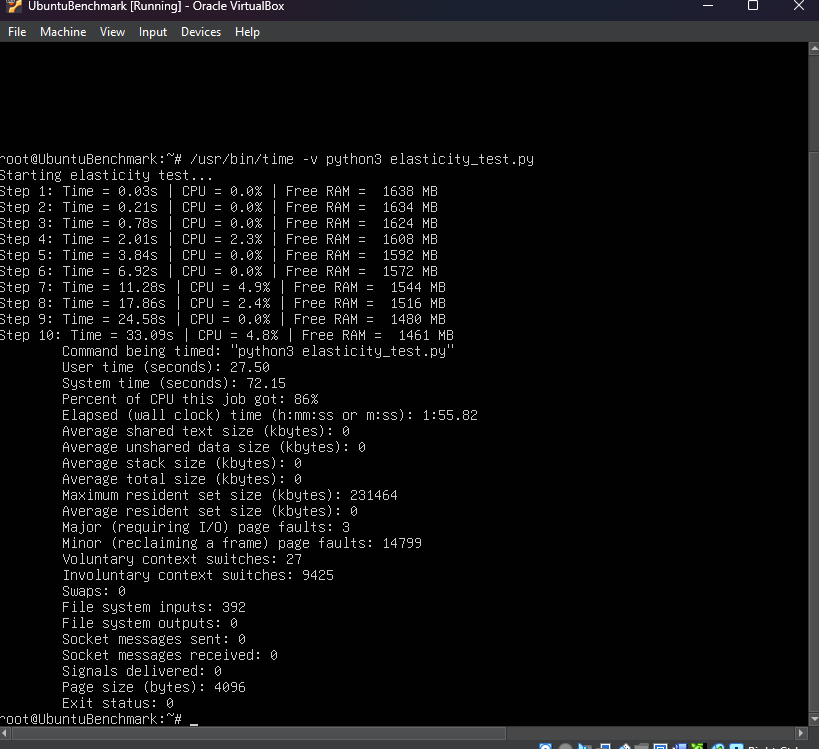 UbuntuBenchmark [Running] - Oracle VirtualBox
File Machine View Input Devices Help
root@UbuntuBenchmark:~# /usr/bin/time -v python3 elasticity_test.py
Starting elasticity test...
Step 1: Time = 0.03s | CPU = 0.0% | Free RAM =  1638 MB
Step 2: Time = 0.21s | CPU = 0.0% | Free RAM =  1634 MB
Step 3: Time = 0.78s | CPU = 0.0% | Free RAM =  1624 MB
Step 4: Time = 2.01s | CPU = 2.3% | Free RAM =  1608 MB
Step 5: Time = 3.84s | CPU = 0.0% | Free RAM =  1592 MB
Step 6: Time = 6.92s | CPU = 0.0% | Free RAM =  1572 MB
Step 7: Time = 11.28s | CPU = 4.9% | Free RAM =  1544 MB
Step 8: Time = 17.86s | CPU = 2.4% | Free RAM =  1516 MB
Step 9: Time = 24.58s | CPU = 0.0% | Free RAM =  1480 MB
Step 10: Time = 33.09s | CPU = 4.8% | Free RAM =  1461 MB
Command being timed: "python3 elasticity_test.py"
User time (seconds): 27.50
System time (seconds): 72.15
Percent of CPU this job got: 86%
Elapsed (wall clock) time (h:mm:ss or m:ss): 1:55.82
Average shared text size (kbytes): 0
Average unshared data size (kbytes): 0
Average stack size (kbytes): 0
Average total size (kbytes): 0
Maximum resident set size (kbytes): 231464
Average resident set size (kbytes): 0
Major (requiring I/O) page faults: 3
Minor (reclaiming a frame) page faults: 14799
Voluntary context switches: 27
Involuntary context switches: 9425
Swaps: 0
File system inputs: 392
File system outputs: 0
Socket messages sent: 0
Socket messages received: 0
Signals delivered: 0
Page size (bytes): 4096
Exit status: 0
root@UbuntuBenchmark:~# _